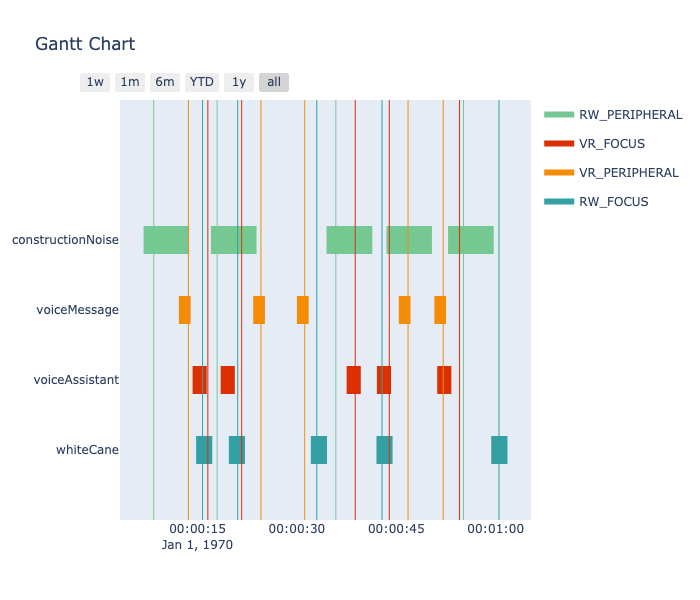 Gantt Chart
1w 1m 6m YTD 1y all
RW_PERIPHERAL
VR_FOCUS
VR_PERIPHERAL
RW_FOCUS
constructionNoise
voiceMessage
voiceAssistant
whiteCane
00:00:15 00:00:30 00:00:45 00:01:00
Jan 1, 1970